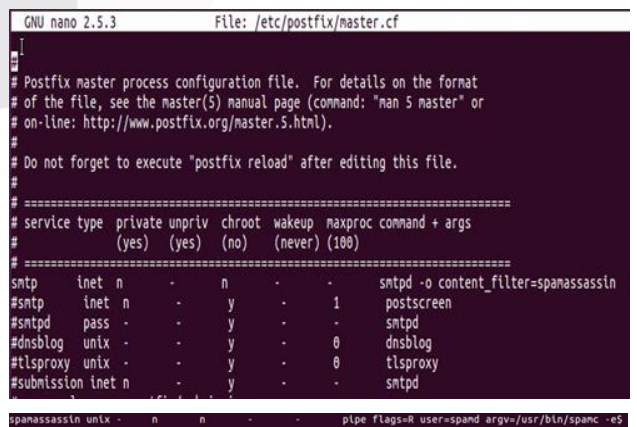 GNU nano 2.5.3 File: /etc/postfix/master.cf
#
# Postfix master process configuration file. For details on the format
# of the file, see the master(5) manual page (command: "man 5 master" or
# on-line: http://www.postfix.org/master.5.html).
#
# Do not forget to execute "postfix reload" after editing this file.
#
# ==========================================================================
# service type private unpriv chroot wakeup maxproc command + args
# (yes) (yes) (no) (never) (100)
# ==========================================================================
smtp inet n - n - - smtpd -o content_filter=spamassassin
#smtp inet n - y - 1 postscreen
#smtpd pass - - y - - smtpd
#dnsblog unix - - y - 0 dnsblog
#tlsproxy unix - - y - 0 tlsproxy
#submission inet n - y - - smtpd
spamassassin unix - n n - - pipe flags=R user=spamd argv=/usr/bin/spamc -e$